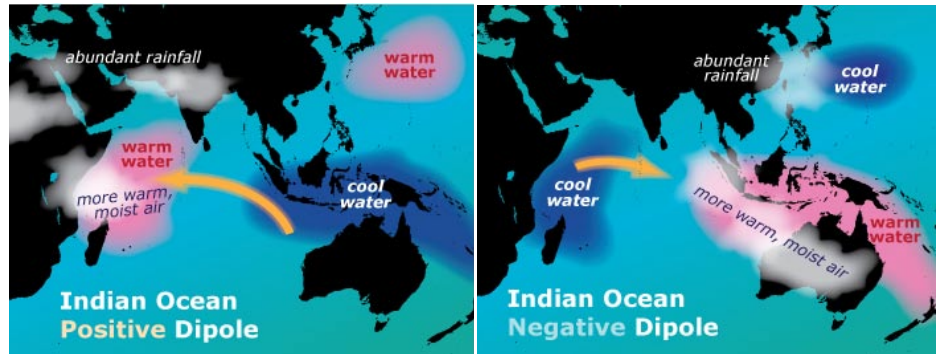 abundant rainfall
warm
water
warm
water
more warm,
moist air
cool
water
Indian Ocean
Positive Dipole
abundant
rainfall
cool
water
cool
water
more warm, moist air
warm
water
Indian Ocean
Negative Dipole